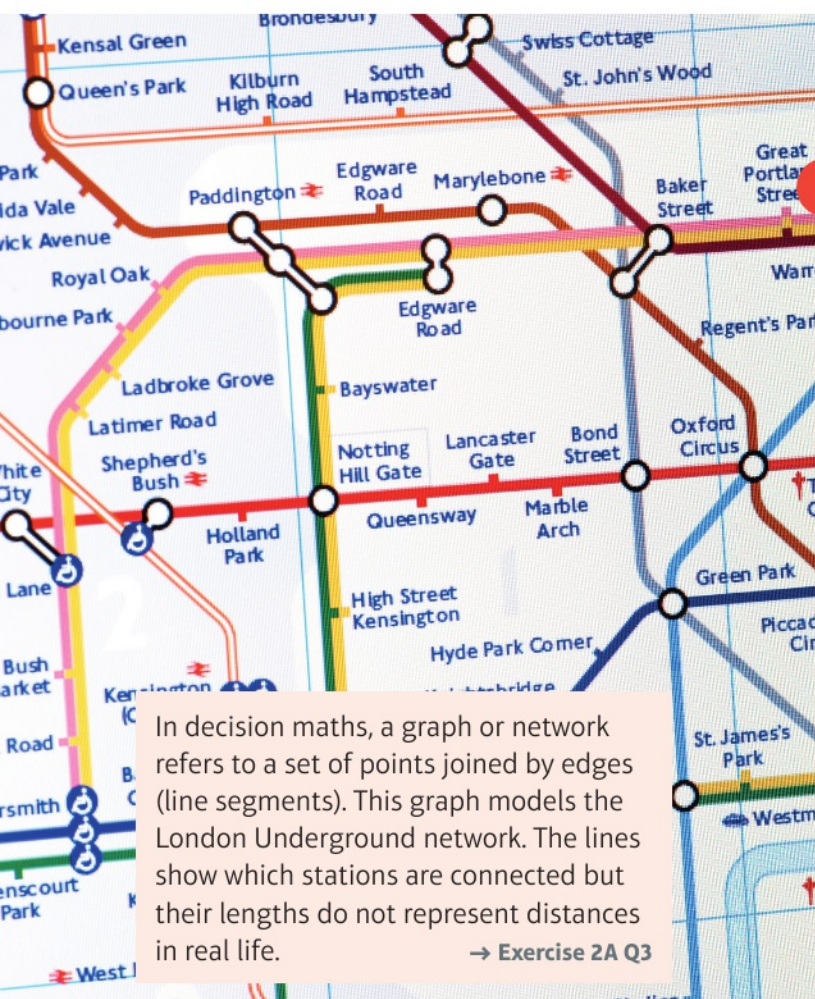 Brondesbury
Kensal Green
Swiss Cottage
Queen's Park
Kilburn
High Road
South
Hampstead
St. John's Wood
Park
Edgware
Road
Marylebone
Great
Paddington
Baker
Street
Avenue
Royal Oak
Edgware
Road
Park
Regent's
Ladbroke Grove
Bayswater
Latimer Road
Shepherd's
Bush
Notting
Hill Gate
Lancaster
Gate
Bond
Street
Oxford
Circus
City
Holland
Park
Queensway
Marble
Arch
Lane
2
High Street
Kensington
Green Park
Hyde Park Corner
Bush
Road
St. James's
Park
Park
West
In decision maths, a graph or network
refers to a set of points joined by edges
(line segments). This graph models the
London Underground network. The lines
show which stations are connected but
their lengths do not represent distances
in real life.
→ Exercise 2A Q3